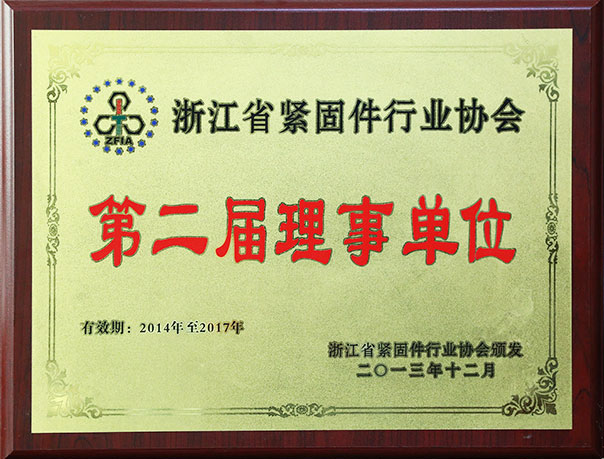 浙江省紧固件行业协会
ZFIA
第二届理事单位
有效期：2014年至2017年
浙江省紧固件行业协会颁发
二〇一三年十二月